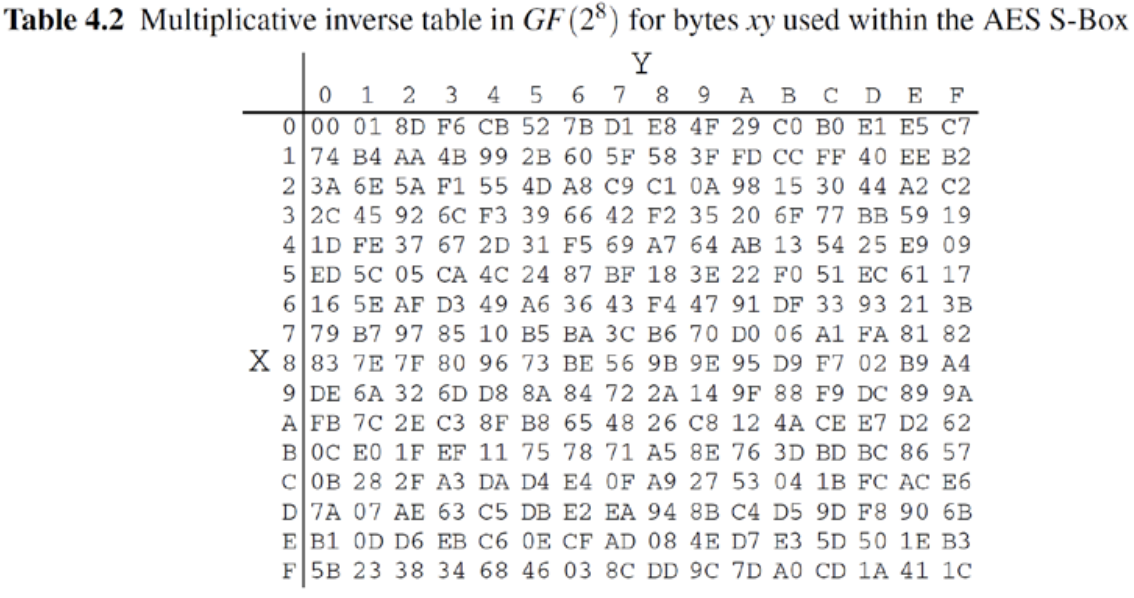 Table 4.2 Multiplicative inverse table in GF(2⁸) for bytes xy used within the AES S-Box
Y
0 1 2 3 4 5 6 7 8 9 A B C D E F
0 00 01 8D F6 CB 52 7B D1 E8 4F 29 C0 B0 E1 E5 C7
1 74 B4 AA 4B 99 2B 60 5F 58 3F FD CC FF 40 EE B2
2 3A 6E 5A F1 55 4D A8 C9 C1 0A 98 15 30 44 A2 C2
3 2C 45 92 6C F3 39 66 42 F2 35 20 6F 77 BB 59 19
4 1D FE 37 67 2D 31 F5 69 A7 64 AB 13 54 25 E9 09
5 ED 5C 05 CA 4C 24 87 BF 18 3E 22 F0 51 EC 61 17
6 16 5E AF D3 49 A6 36 43 F4 47 91 DF 33 93 21 3B
7 79 B7 97 85 10 B5 BA 3C B6 70 D0 06 A1 FA 81 82
X 8 83 7E 7F 80 96 73 BE 56 9B 9E 95 D9 F7 02 B9 A4
9 DE 6A 32 6D D8 8A 84 72 2A 14 9F 88 F9 DC 89 9A
A FB 7C 2E C3 8F B8 65 48 26 C8 12 4A CE E7 D2 62
B 0C E0 1F EF 11 75 78 71 A5 8E 76 3D BD BC 86 57
C 0B 28 2F A3 DA D4 E4 0F A9 27 53 04 1B FC AC E6
D 7A 07 AE 63 C5 DB E2 EA 94 8B C4 D5 9D F8 90 6B
E B1 0D D6 EB C6 0E CF AD 08 4E D7 E3 5D 50 1E B3
F 5B 23 38 34 68 46 03 8C DD 9C 7D A0 CD 1A 41 1C